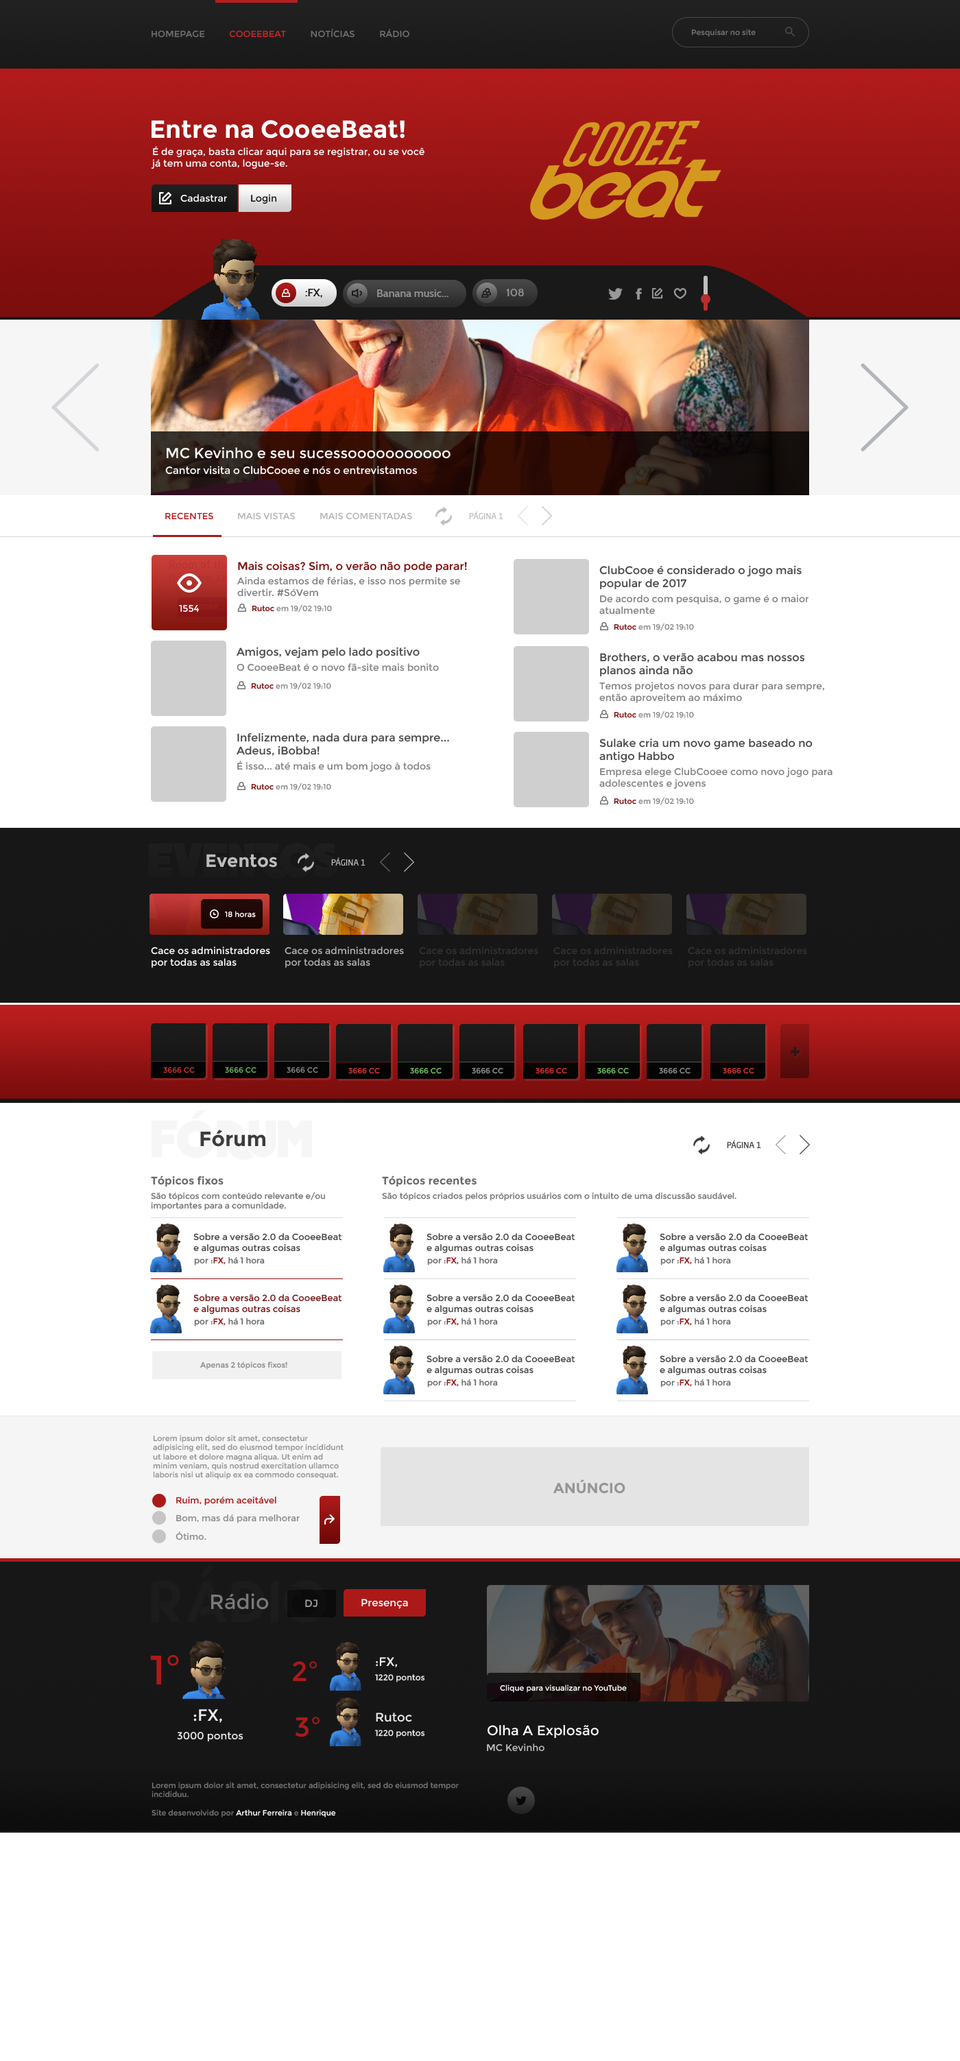 HOMEPAGE
COOEEBEAT
NOTÍCIAS
RÁDIO
Pesquisar no site
Entre na CooeeBeat!
É de graça, basta clicar aqui para se registrar, ou se você
já tem uma conta, logue-se.
Cadastrar
Login
COOEE
beat
:FX,
Banana music...
108
MC Kevinho e seu sucessooooooooooo
Cantor visita o ClubCooee e nós o entrevistamos
RECENTES
MAIS VISTAS
MAIS COMENTADAS
PÁGINA 1
1554
Mais coisas? Sim, o verão não pode parar!
Ainda estamos de férias, e isso nos permite se
divertir. #SóVem
Rutoc em 19/02 19:10
Amigos, vejam pelo lado positivo
O CooeeBeat é o novo fã-site mais bonito
Rutoc em 19/02 19:10
Infelizmente, nada dura para sempre...
Adeus, iBobba!
É isso... até mais e um bom jogo à todos
Rutoc em 19/02 19:10
ClubCooe é considerado o jogo mais
popular de 2017
De acordo com pesquisa, o game é o maior
atualmente
Rutoc em 19/02 19:10
Brothers, o verão acabou mas nossos
planos ainda não
Temos projetos novos para durar para sempre,
então aproveitem ao máximo
Rutoc em 19/02 19:10
Sulake cria um novo game baseado no
antigo Habbo
Empresa elege ClubCooee como novo jogo para
adolescentes e jovens
Rutoc em 19/02 19:10
EVENTOS
Eventos
PÁGINA 1
18 horas
Cace os administradores
por todas as salas
Cace os administradores
por todas as salas
Cace os administradores
por todas as salas
Cace os administradores
por todas as salas
Cace os administradores
por todas as salas
3666 CC
3666 CC
3666 CC
3666 CC
3666 CC
3666 CC
3666 CC
3666 CC
3666 CC
3666 CC
+
FÓRUM
Fórum
PÁGINA 1
Tópicos fixos
São tópicos com conteúdo relevante e/ou
importantes para a comunidade.
Sobre a versão 2.0 da CooeeBeat
e algumas outras coisas
por :FX, há 1 hora
Sobre a versão 2.0 da CooeeBeat
e algumas outras coisas
por :FX, há 1 hora
Apenas 2 tópicos fixos!
Tópicos recentes
São tópicos criados pelos próprios usuários com o intuito de uma discussão saudável.
Sobre a versão 2.0 da CooeeBeat
e algumas outras coisas
por :FX, há 1 hora
Sobre a versão 2.0 da CooeeBeat
e algumas outras coisas
por :FX, há 1 hora
Sobre a versão 2.0 da CooeeBeat
e algumas outras coisas
por :FX, há 1 hora
Sobre a versão 2.0 da CooeeBeat
e algumas outras coisas
por :FX, há 1 hora
Sobre a versão 2.0 da CooeeBeat
e algumas outras coisas
por :FX, há 1 hora
Sobre a versão 2.0 da CooeeBeat
e algumas outras coisas
por :FX, há 1 hora
Lorem ipsum dolor sit amet, consectetur
adipisicing elit, sed do eiusmod tempor incididunt
ut labore et dolore magna aliqua. Ut enim ad
minim veniam, quis nostrud exercitation ullamco
laboris nisi ut aliquip ex ea commodo consequat.
Ruim, porém aceitável
Bom, mas dá para melhorar
Ótimo.
ANÚNCIO
RÁDIO
Rádio
DJ
Presença
1°
:FX,
3000 pontos
2°
:FX,
1220 pontos
3°
Rutoc
1220 pontos
Clique para visualizar no YouTube
Olha A Explosão
MC Kevinho
Lorem ipsum dolor sit amet, consectetur adipisicing elit, sed do eiusmod tempor
incididuu.
Site desenvolvido por Arthur Ferreira e Henrique